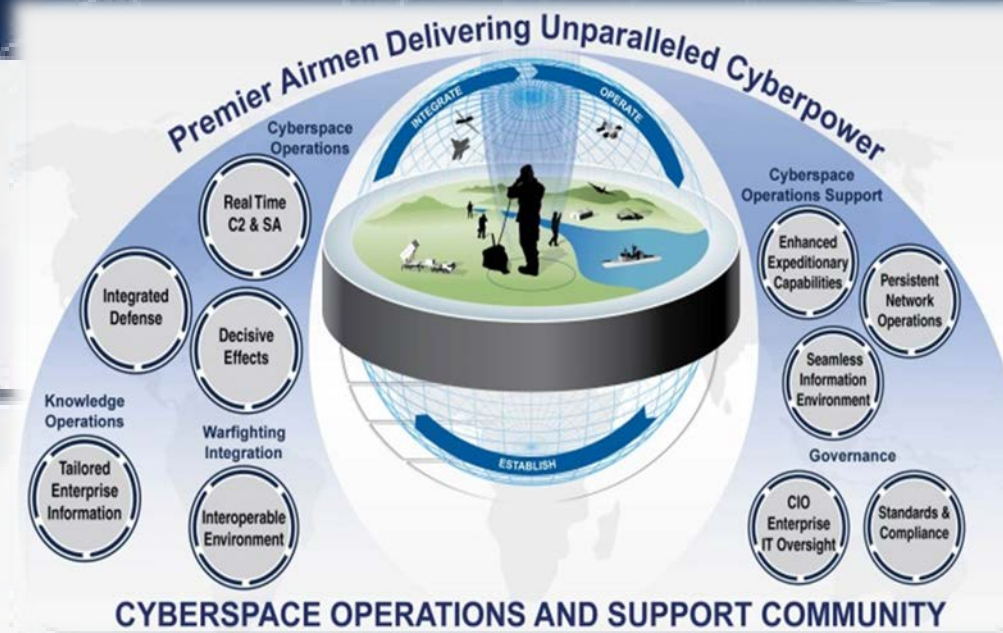 Premier Airmen Delivering Unparalleled Cyberpower
INTEGRATE
OPERATE
Cyberspace
Operations
Real Time
C2 & SA
Integrated
Defense
Decisive
Effects
Knowledge
Operations
Tailored
Enterprise
Information
Warfighting
Integration
Interoperable
Environment
ESTABLISH
Cyberspace
Operations Support
Enhanced
Expeditionary
Capabilities
Persistent
Network
Operations
Seamless
Information
Environment
Governance
CIO
Enterprise
IT Oversight
Standards &
Compliance
CYBERSPACE OPERATIONS AND SUPPORT COMMUNITY